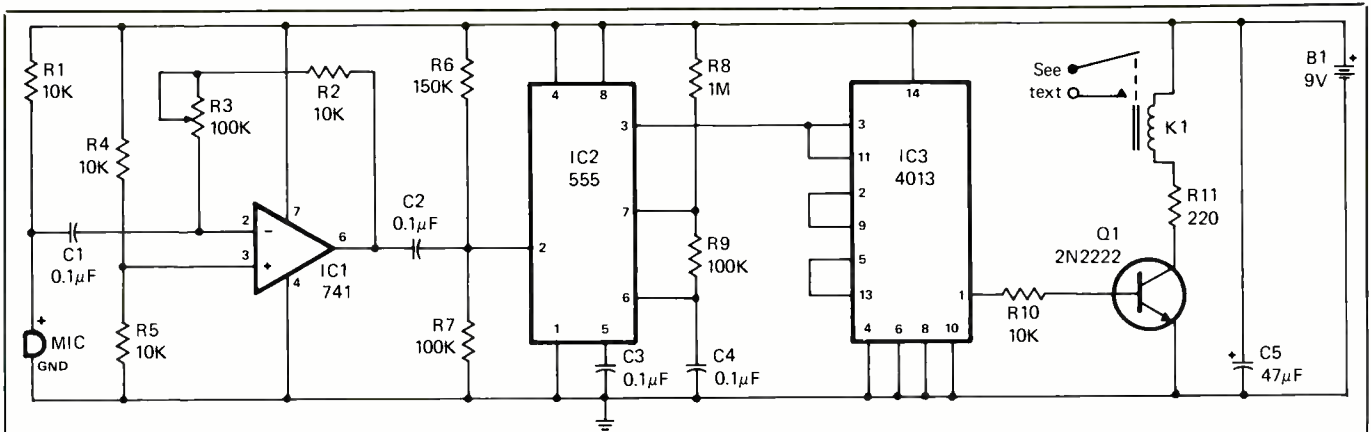 R1
10K
R4
10K
R3
100K
R2
10K
R6
150K
4
8
R8
1M
14
See
text
K1
B1
+
9V
3
IC2
555
3
11
IC3
4013
2
9
R11
220
7
2
−
7
6
C2
0.1µF
C1
0.1µF
3
+
4
IC1
741
2
7
R9
100K
5
13
Q1
2N2222
6
1
R10
10K
+
MIC
GND
R5
10K
R7
100K
1
5
C3
0.1µF
C4
0.1µF
4
6
8
10
+
C5
47µF